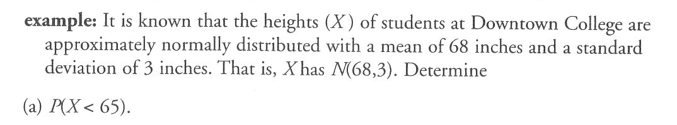 example: It is known that the heights (X) of students at Downtown College are
approximately normally distributed with a mean of 68 inches and a standard
deviation of 3 inches. That is, X has N(68,3). Determine
(a) P(X < 65).